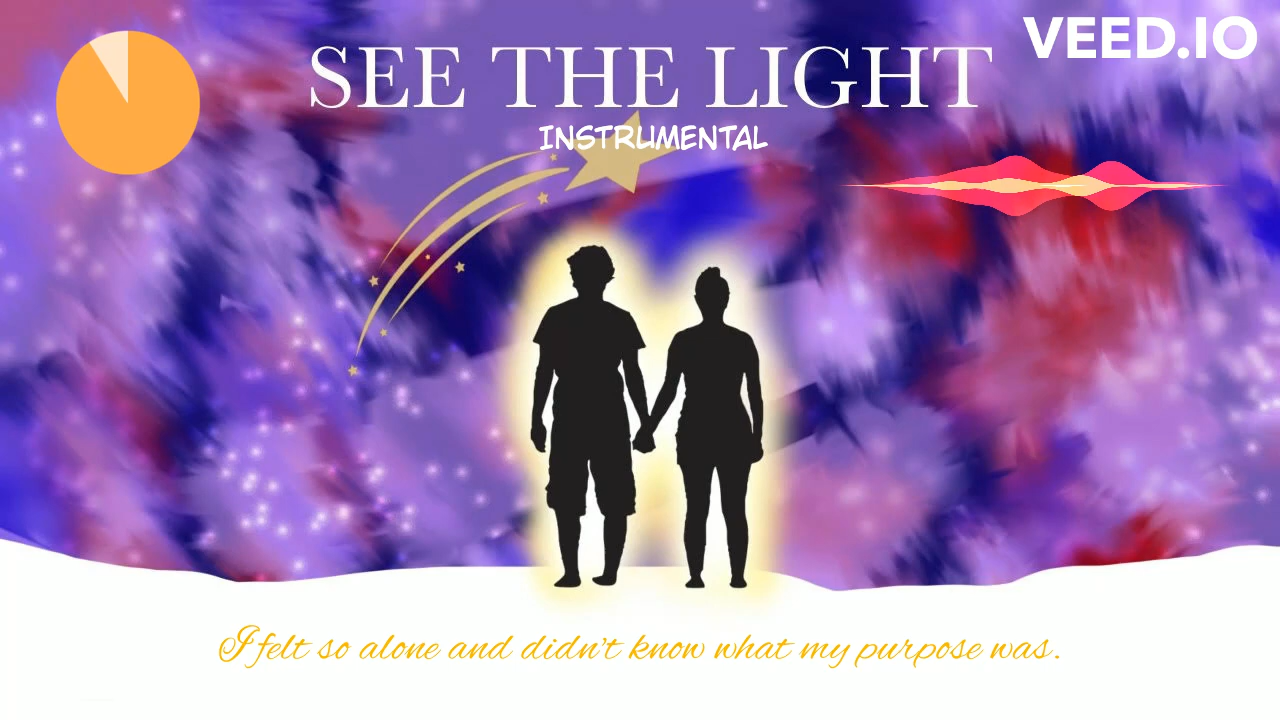 VEED.IO
SEE THE LIGHT
INSTRUMENTAL
I felt so alone and didn't know what my purpose was.